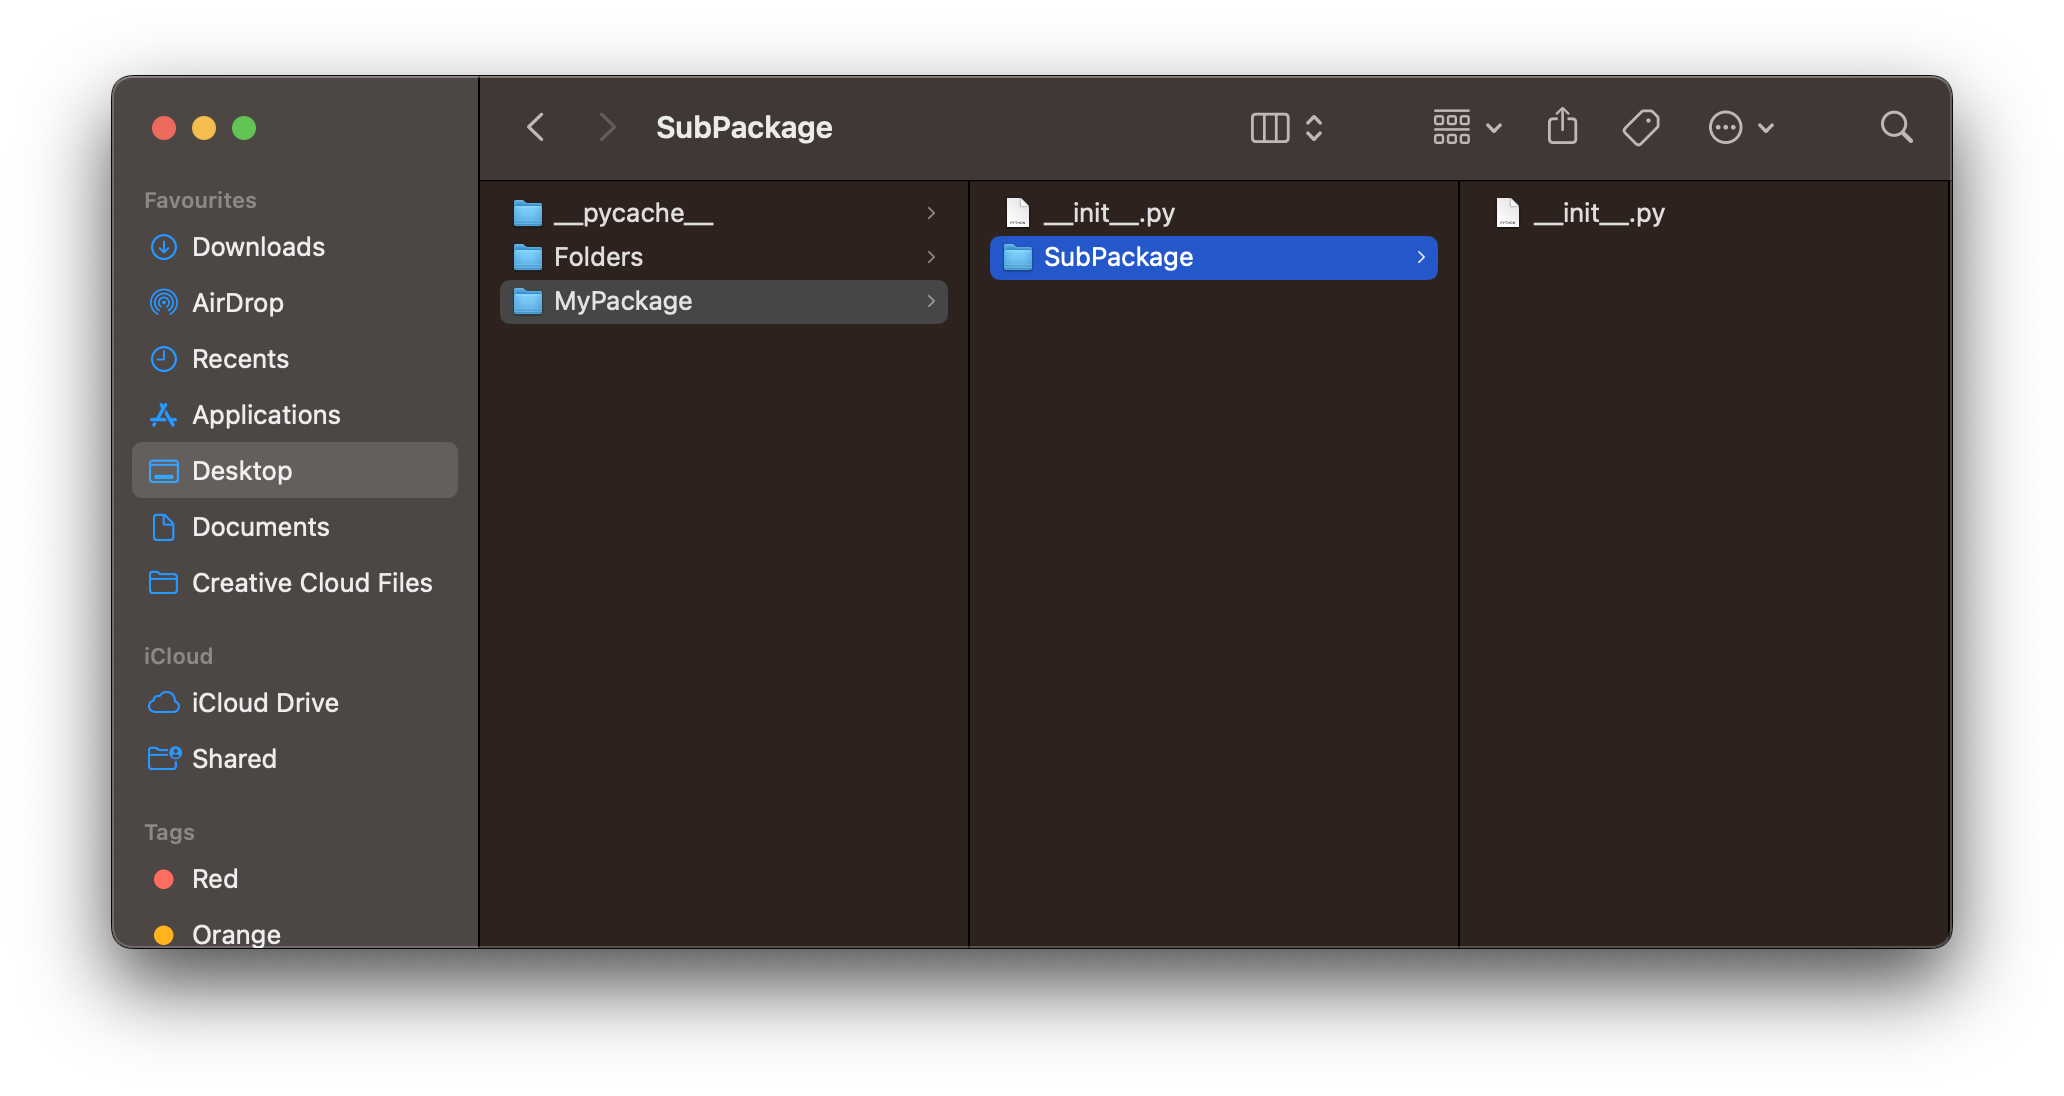 SubPackage
Favourites
Downloads
AirDrop
Recents
Applications
Desktop
Documents
Creative Cloud Files
iCloud
iCloud Drive
Shared
Tags
Red
Orange
__pycache__
Folders
MyPackage
__init__.py
SubPackage
__init__.py